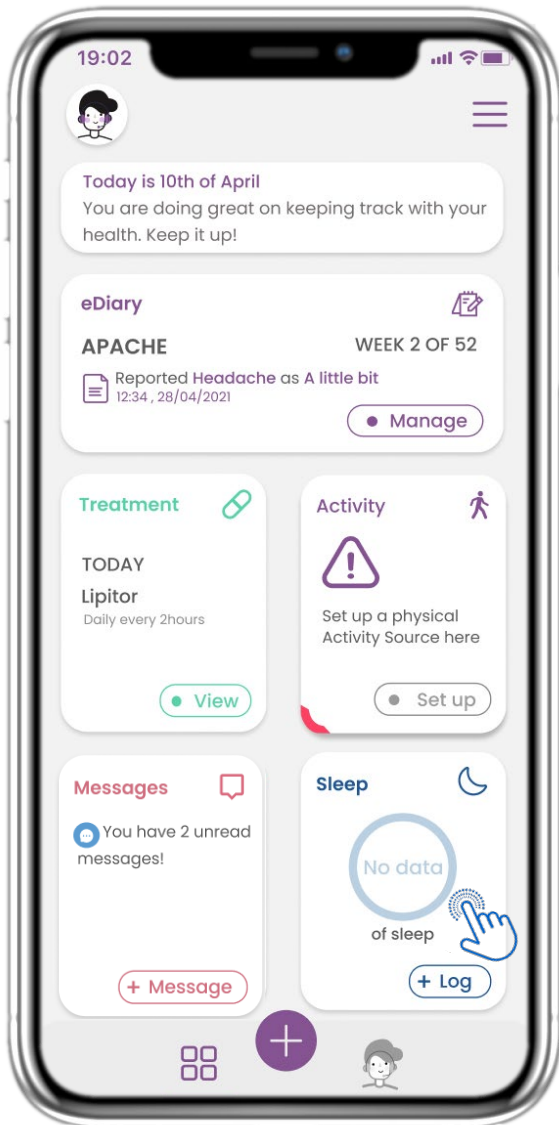 19:02
Today is 10th of April
You are doing great on keeping track with your
health. Keep it up!
eDiary
APACHE
WEEK 2 OF 52
Reported Headache as A little bit
12:34 , 28/04/2021
Manage
Treatment
TODAY
Lipitor
Daily every 2hours
View
Activity
Set up a physical
Activity Source here
Set up
Messages
You have 2 unread
messages!
+ Message
Sleep
No data
of sleep
+ Log